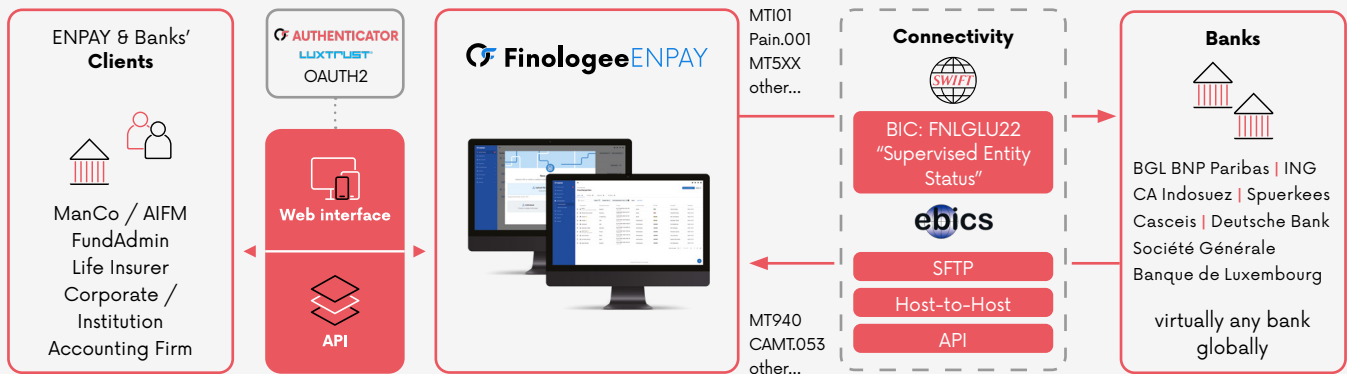 ENPAY & Banks'
Clients
ManCo / AIFM
FundAdmin
Life Insurer
Corporate /
Institution
Accounting Firm
AUTHENTICATOR
LUXTRUST
OAUTH2
Web interface
API
Finologee ENPAY
MTI01
Pain.001
MT5XX
other...
MT940
CAMT.053
other...
Connectivity
SWIFT
BIC: FNLGLU22
“Supervised Entity
Status”
ebics
SFTP
Host-to-Host
API
Banks
BGL BNP Paribas | ING
CA Indosuez | Spuerkees
Casceis | Deutsche Bank
Société Générale
Banque de Luxembourg
virtually any bank
globally